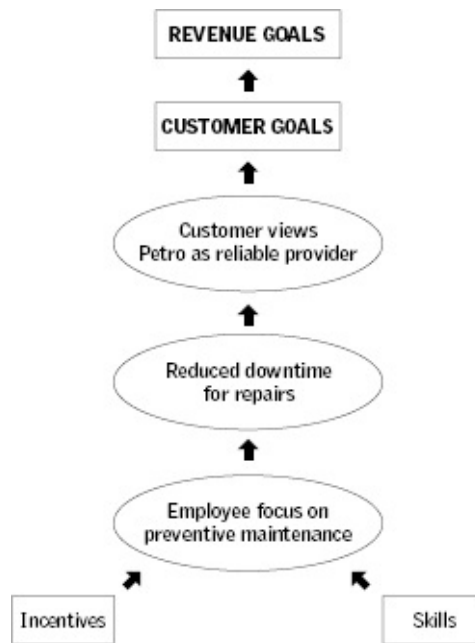 REVENUE GOALS
CUSTOMER GOALS
Customer views
Petro as reliable provider
Reduced downtime
for repairs
Employee focus on
preventive maintenance
Incentives
Skills